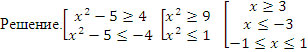 Решение. [x² − 5 ≥ 4 [x² ≥ 9 [x ≥ 3
x² − 5 ≤ −4 x² ≤ 1 x ≤ −3
−1 ≤ x ≤ 1